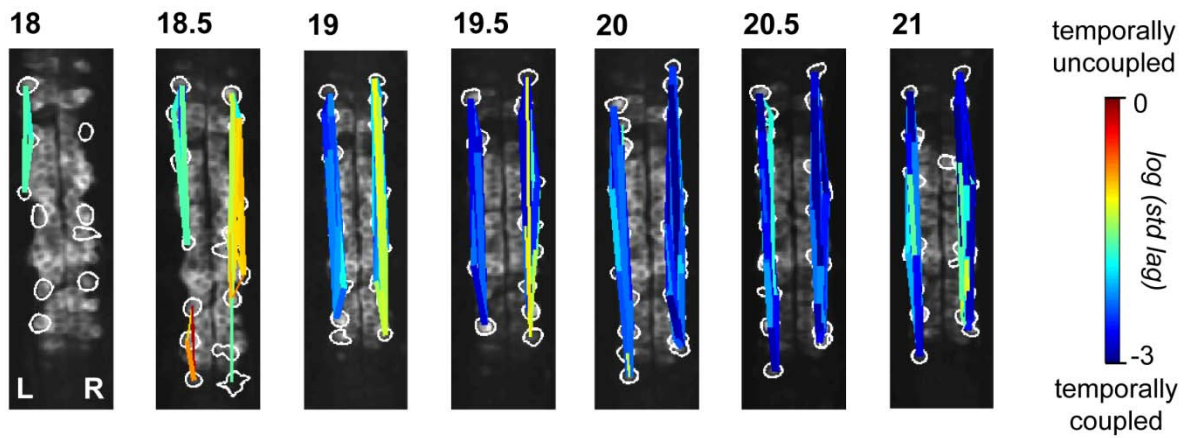 18 18.5 19 19.5 20 20.5 21
temporally
uncoupled
0
log (std lag)
-3
temporally
coupled
L R